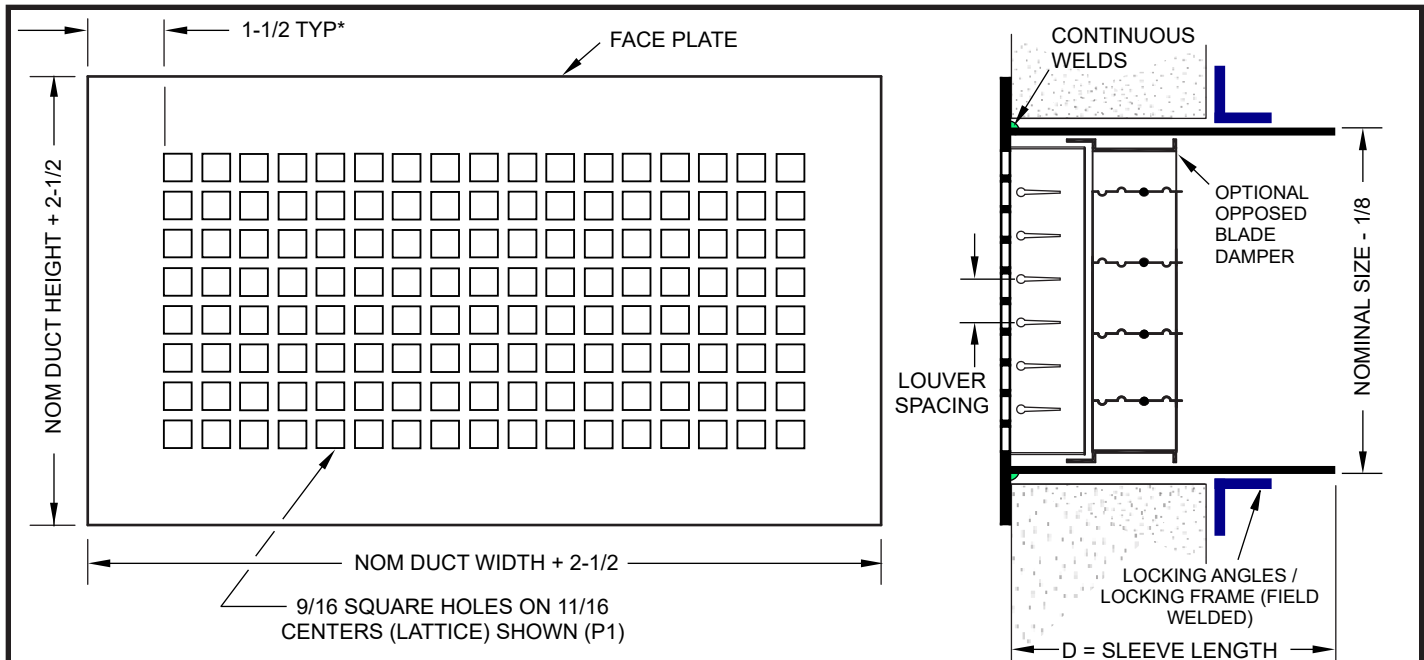 1-1/2 TYP*
FACE PLATE
NOM DUCT HEIGHT + 2-1/2
NOM DUCT WIDTH + 2-1/2
9/16 SQUARE HOLES ON 11/16
CENTERS (LATTICE) SHOWN (P1)
CONTINUOUS
WELDS
OPTIONAL
OPPOSED
BLADE
DAMPER
NOMINAL SIZE - 1/8
LOUVER
SPACING
LOCKING ANGLES /
LOCKING FRAME (FIELD
WELDED)
D = SLEEVE LENGTH